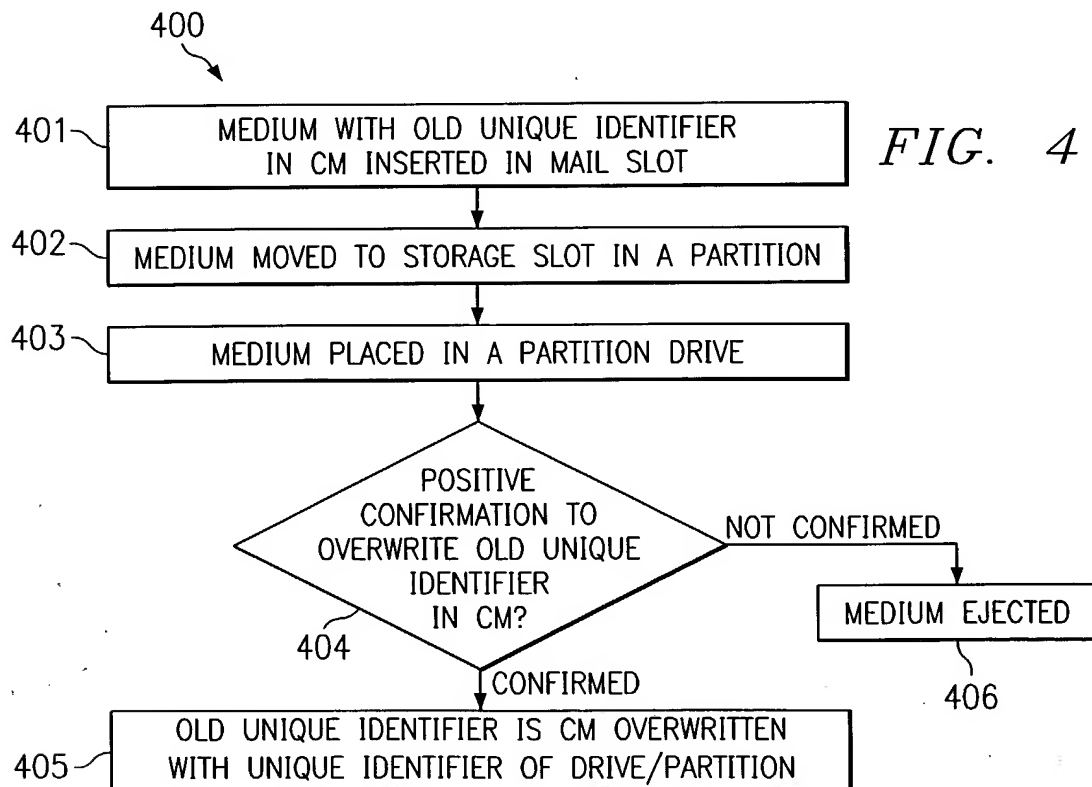 400
401
MEDIUM WITH OLD UNIQUE IDENTIFIER
IN CM INSERTED IN MAIL SLOT
FIG. 4
402
MEDIUM MOVED TO STORAGE SLOT IN A PARTITION
403
MEDIUM PLACED IN A PARTITION DRIVE
POSITIVE
CONFIRMATION TO
OVERWRITE OLD UNIQUE
IDENTIFIER
IN CM?
404
NOT CONFIRMED
MEDIUM EJECTED
406
CONFIRMED
405
OLD UNIQUE IDENTIFIER IS CM OVERWRITTEN
WITH UNIQUE IDENTIFIER OF DRIVE/PARTITION